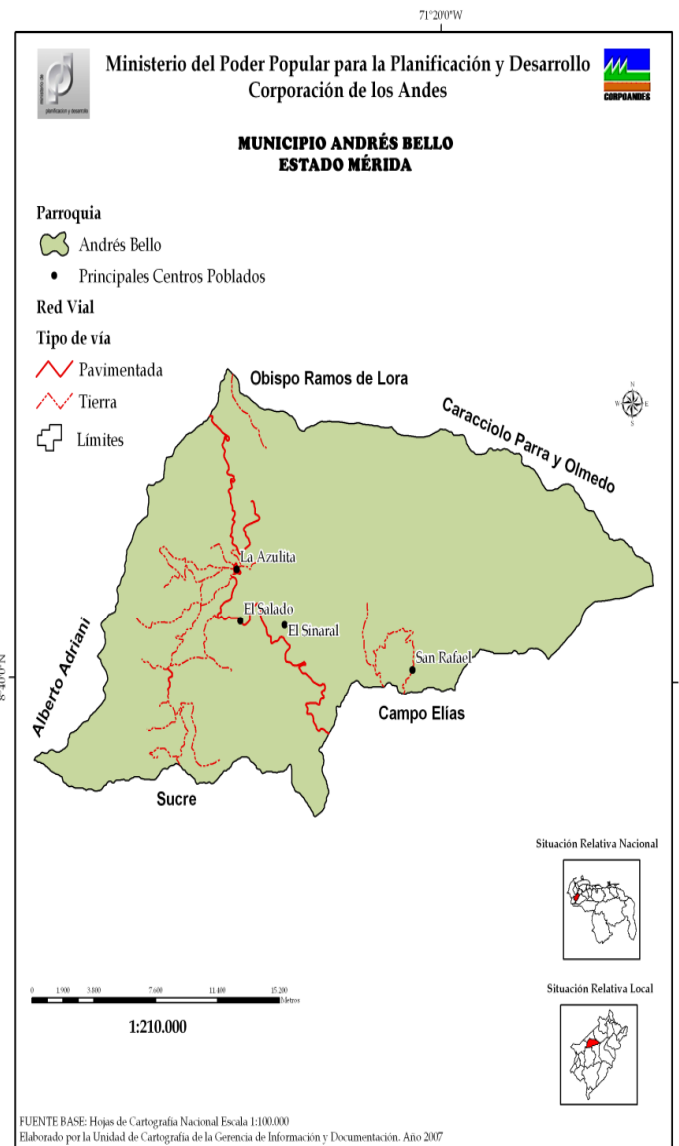 71°20'0"W
Ministerio del Poder Popular para la Planificación y Desarrollo
Corporación de los Andes
planificacion y desarrollo
CORPOANDES
MUNICIPIO ANDRÉS BELLO
ESTADO MÉRIDA
Parroquia
Andrés Bello
Principales Centros Poblados
Red Vial
Tipo de vía
Pavimentada
Tierra
Límites
Obispo Ramos de Lora
Caracciolo Parra y Olmedo
N
W E
S
La Azulita
El Salado
El Sinaral
San Rafael
Alberto Adriani
8°40'0"N
Campo Elías
Sucre
Situación Relativa Nacional
Situación Relativa Local
0 1.900 3.800 7.600 11.400 15.200
Metros
1:210.000
FUENTE BASE: Hojas de Cartografía Nacional Escala 1:100.000
Elaborado por la Unidad de Cartografía de la Gerencia de Información y Documentación. Año 2007